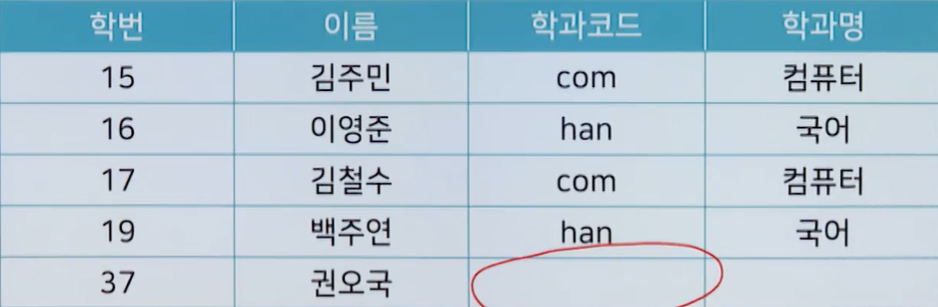 학번 이름 학과코드 학과명
15 김주민 com 컴퓨터
16 이영준 han 국어
17 김철수 com 컴퓨터
19 백주연 han 국어
37 권오국